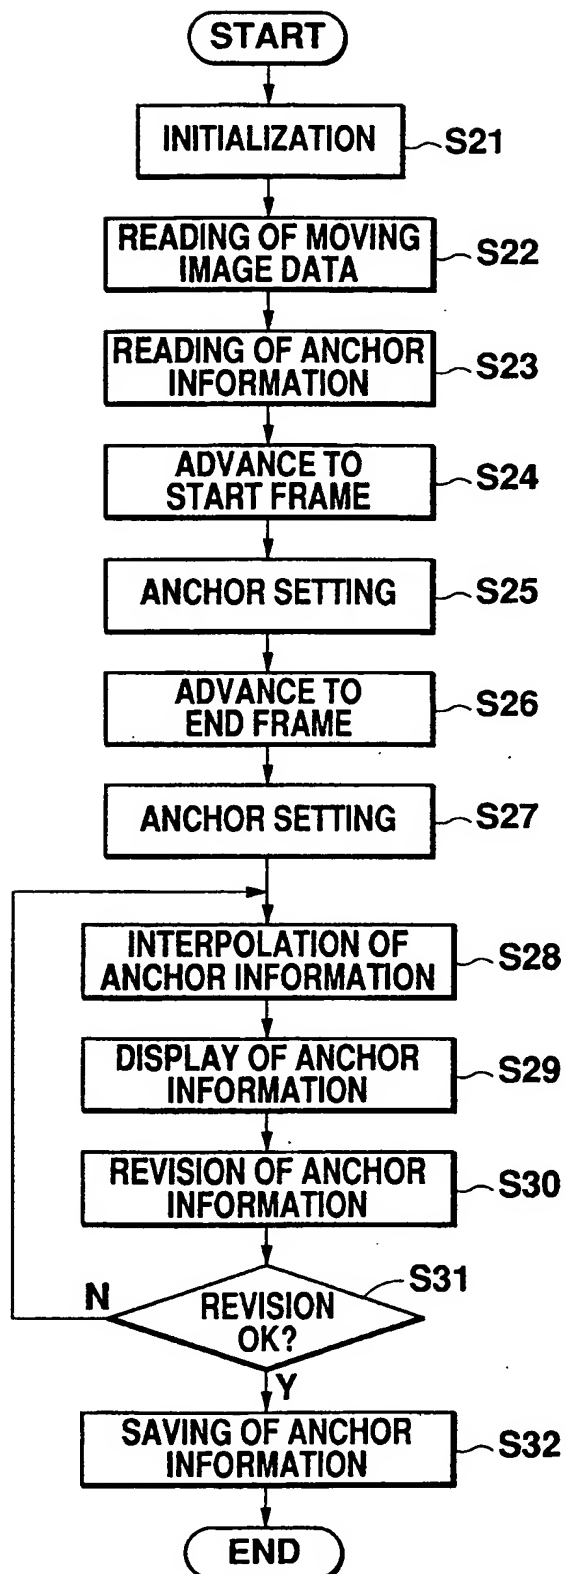 START
INITIALIZATION
S21
READING OF MOVING
IMAGE DATA
S22
READING OF ANCHOR
INFORMATION
S23
ADVANCE TO
START FRAME
S24
ANCHOR SETTING
S25
ADVANCE TO
END FRAME
S26
ANCHOR SETTING
S27
INTERPOLATION OF
ANCHOR INFORMATION
S28
DISPLAY OF ANCHOR
INFORMATION
S29
REVISION OF ANCHOR
INFORMATION
S30
S31
N
REVISION
OK?
Y
SAVING OF ANCHOR
INFORMATION
S32
END